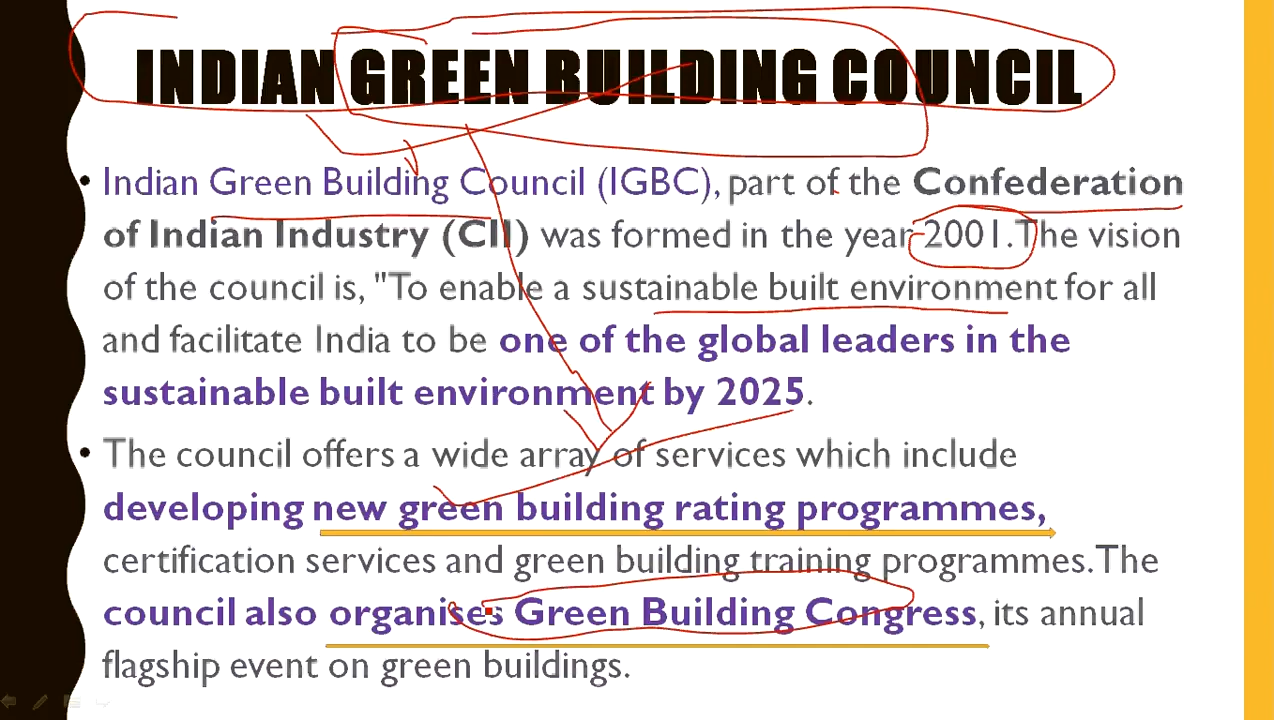 INDIAN GREEN BUILDING COUNCIL
• Indian Green Building Council (IGBC), part of the Confederation
of Indian Industry (CII) was formed in the year 2001. The vision
of the council is, "To enable a sustainable built environment for all
and facilitate India to be one of the global leaders in the
sustainable built environment by 2025.
• The council offers a wide array of services which include
developing new green building rating programmes,
certification services and green building training programmes. The
council also organises Green Building Congress, its annual
flagship event on green buildings.